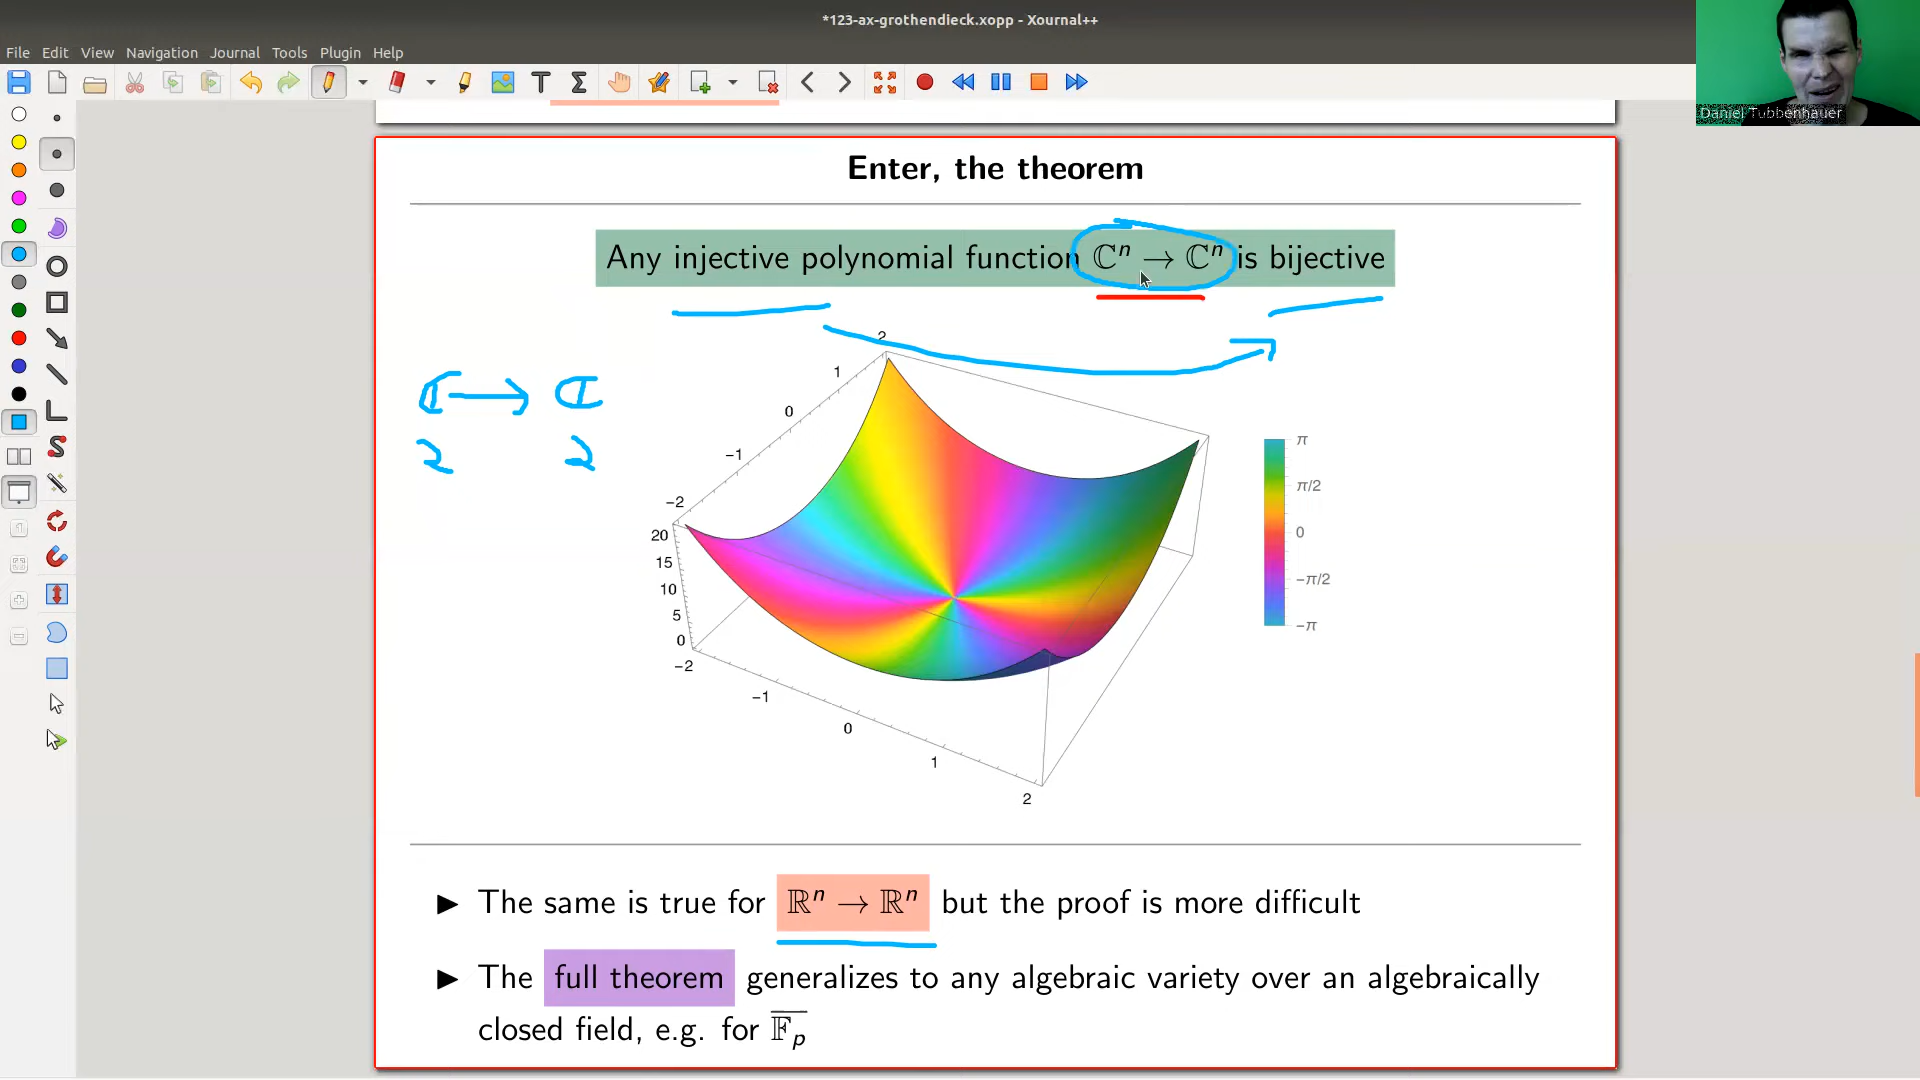 *123-ax-grothendieck.xopp - Xournal++
File Edit View Navigation Journal Tools Plugin Help
Daniel Tubbenhauer
Enter, the theorem
Any injective polynomial function ℂⁿ → ℂⁿ is bijective
ℂ → ℂ
2 2
2
1
0
−1
−2
20
15
10
5
0
−2
−1
0
1
2
π
π/2
0
−π/2
−π
► The same is true for ℝⁿ → ℝⁿ but the proof is more difficult
► The full theorem generalizes to any algebraic variety over an algebraically
closed field, e.g. for F̅ₚ